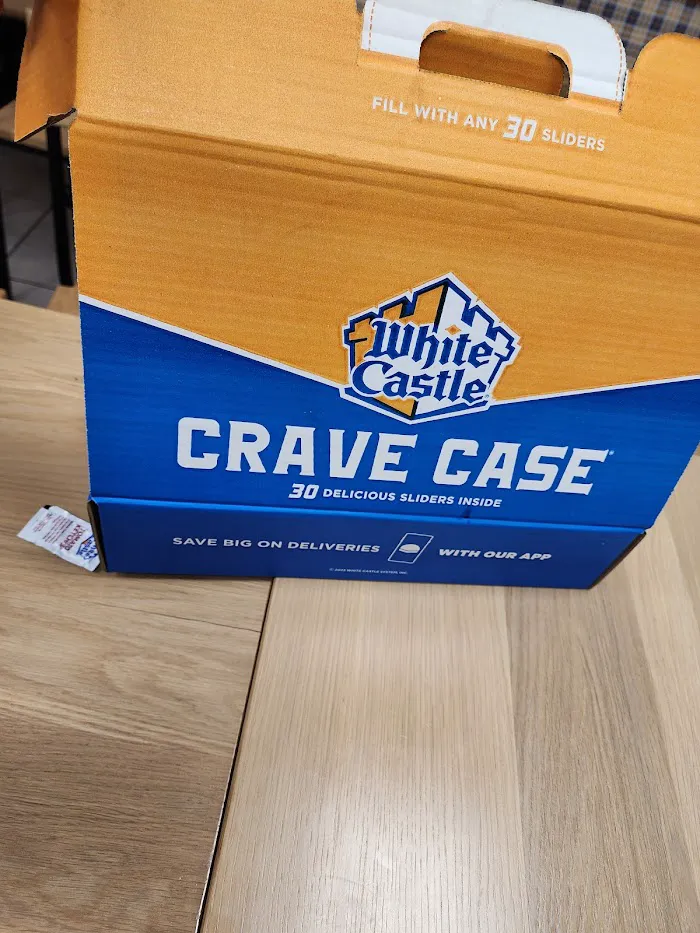 FILL WITH ANY 30 SLIDERS
White
Castle
CRAVE CASE
30 DELICIOUS SLIDERS INSIDE
SAVE BIG ON DELIVERIES WITH OUR APP